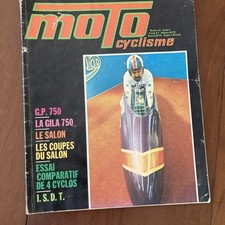 moto
cyclisme
G.P. 750
LA GILA 750
LE SALON
LES COUPES
DU SALON
ESSAI
COMPARATIF
DE 4 CYCLOS
I.S.D.T.